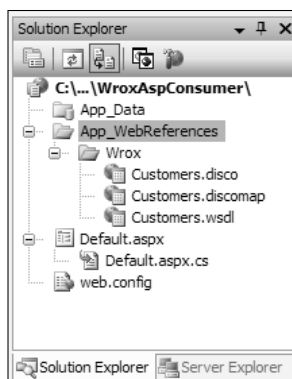 Solution Explorer
C:\...\WroxAspConsumer\
App_Data
App_WebReferences
Wrox
Customers.disco
Customers.discomap
Customers.wsdl
Default.aspx
Default.aspx.cs
web.config
Solution Explorer Server Explorer